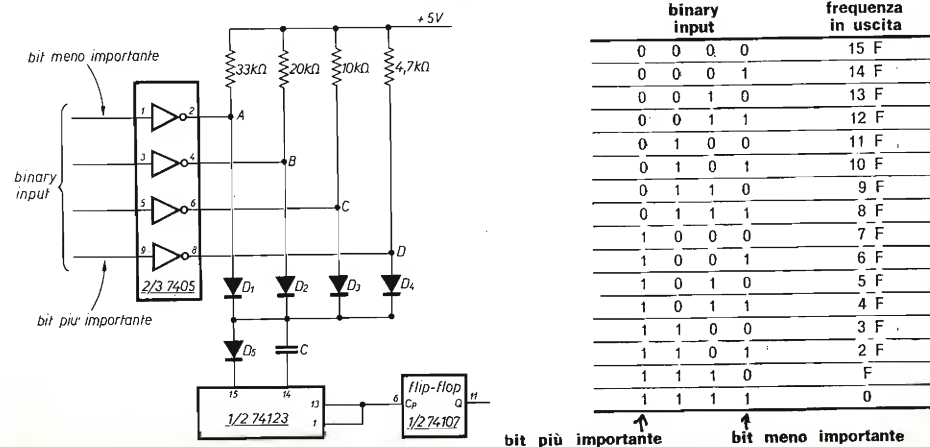 +5V
bit meno importante
33kΩ 20kΩ 10kΩ 4,7kΩ
1 2 A
3 4 B
binary
input
5 6 C
9 8 D
2/3 7405
D1 D2 D3 D4
bit piu' importante
D5 C
15 14
1/2 74123
13
1
flip-flop
6 CP Q 11
1/2 74107
binary
input
frequenza
in uscita
0 0 0 0 15 F
0 0 0 1 14 F
0 0 1 0 13 F
0 0 1 1 12 F
0 1 0 0 11 F
0 1 0 1 10 F
0 1 1 0 9 F
0 1 1 1 8 F
1 0 0 0 7 F
1 0 0 1 6 F
1 0 1 0 5 F
1 0 1 1 4 F
1 1 0 0 3 F
1 1 0 1 2 F
1 1 1 0 F
1 1 1 1 0
bit più importante
bit meno importante